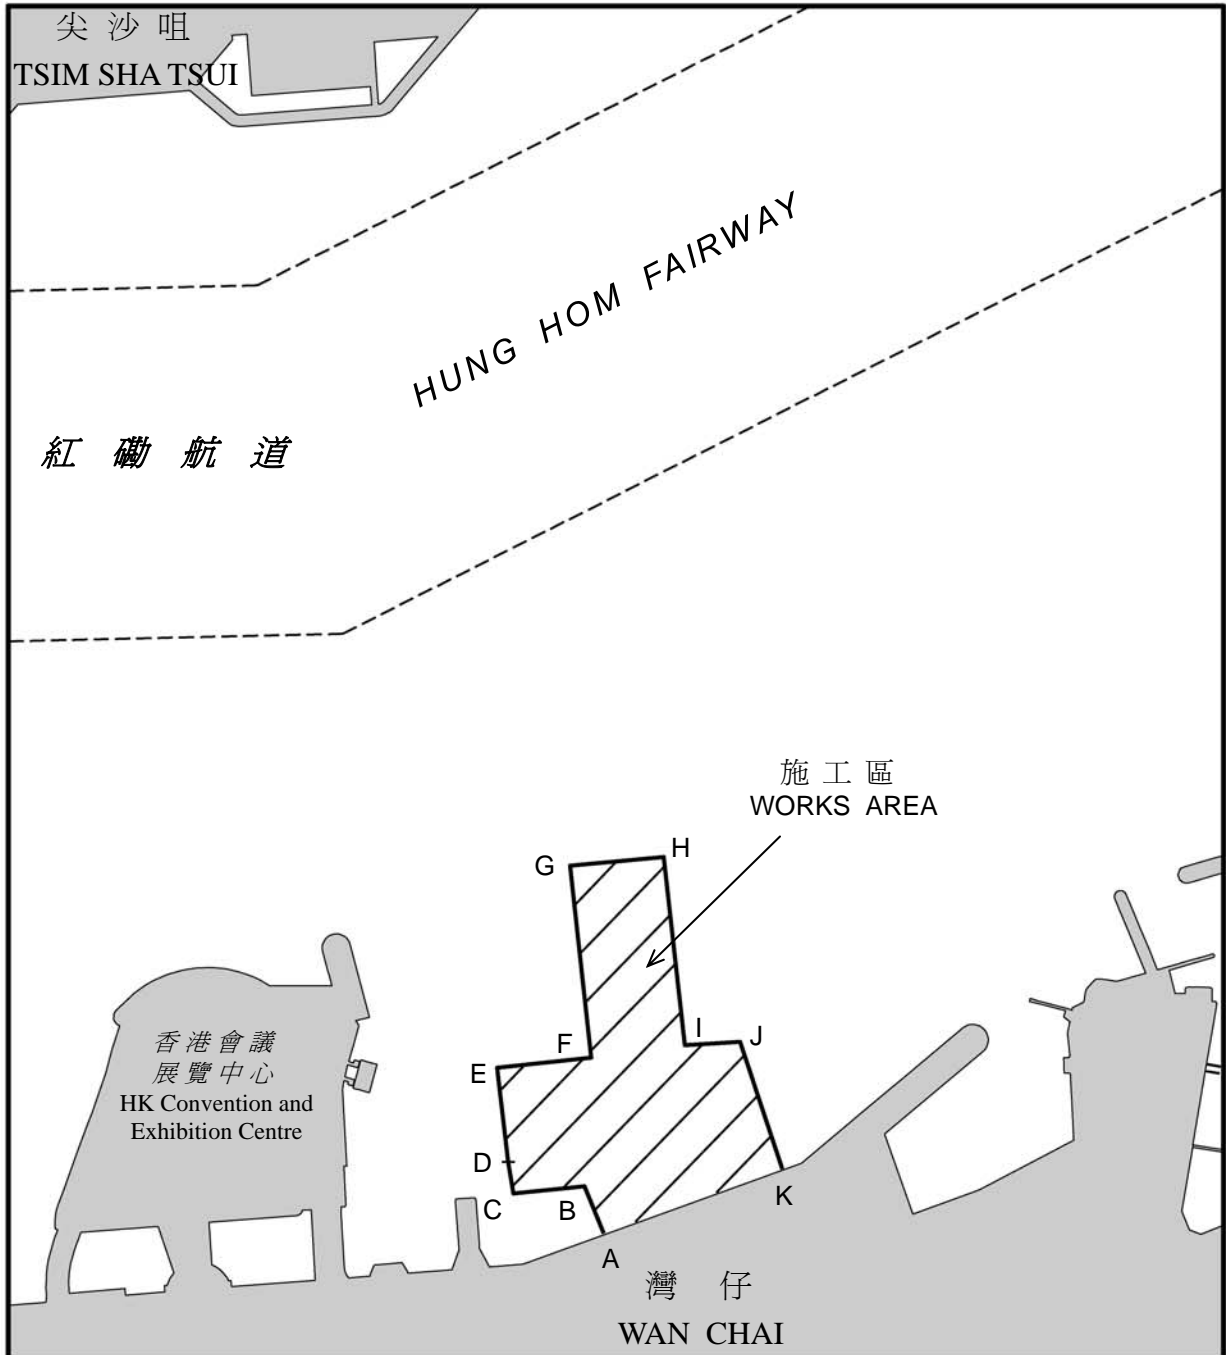 尖沙咀
TSIM SHA TSUI
HUNG HOM FAIRWAY
紅磡航道
施工區
WORKS AREA
H
G
I
J
F
E
D
C
B
A
K
香港會議
展覽中心
HK Convention and
Exhibition Centre
灣仔
WAN CHAI